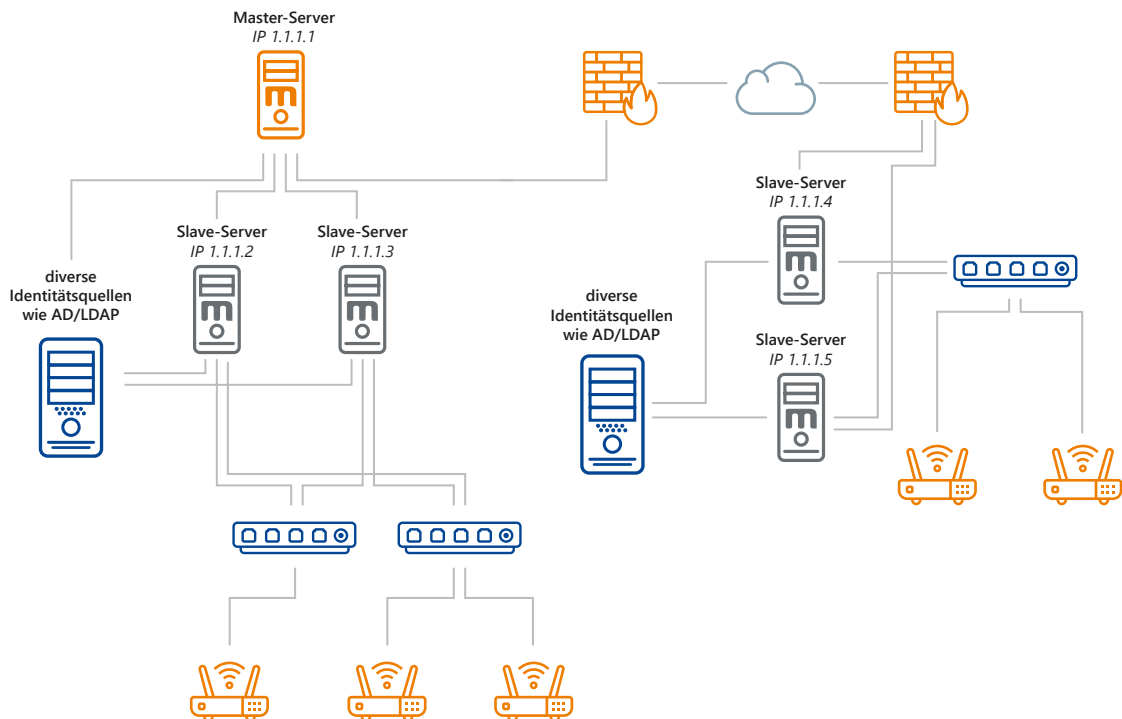 Master-Server
IP 1.1.1.1
Slave-Server
IP 1.1.1.2
Slave-Server
IP 1.1.1.3
diverse
Identitätsquellen
wie AD/LDAP
Slave-Server
IP 1.1.1.4
diverse
Identitätsquellen
wie AD/LDAP
Slave-Server
IP 1.1.1.5